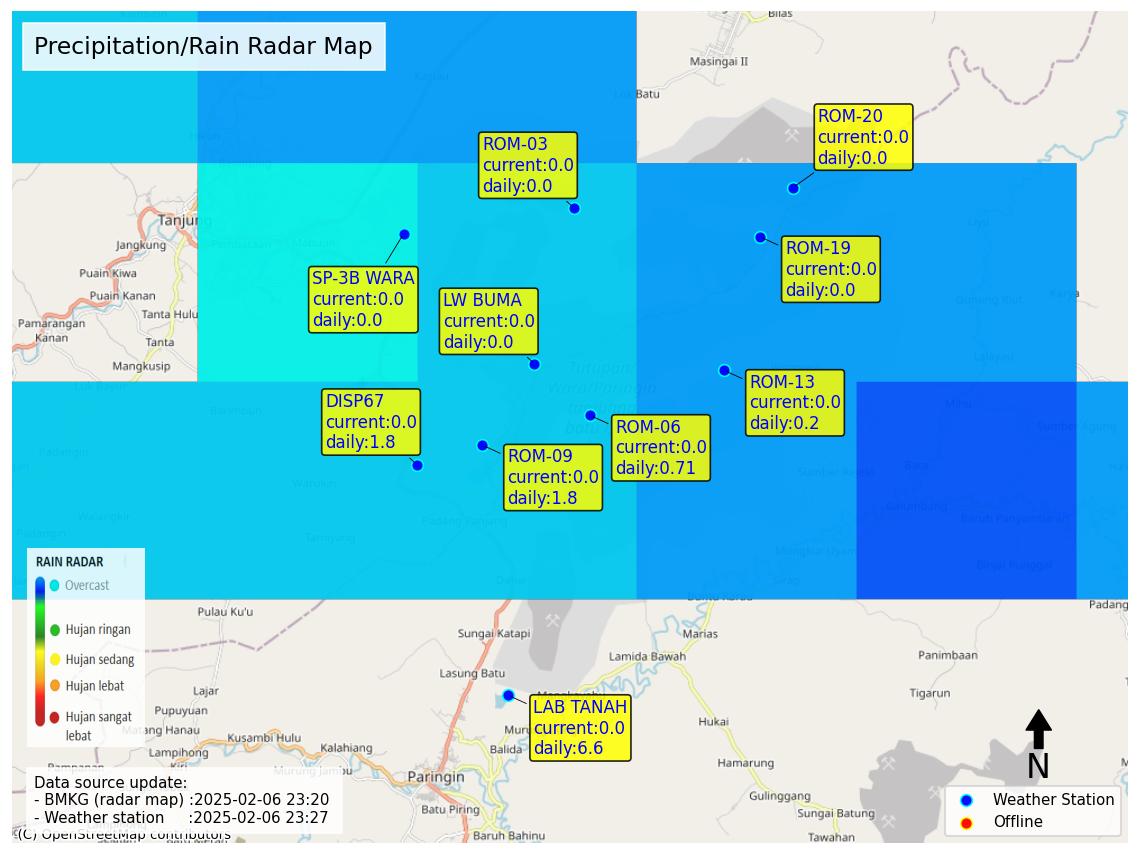 Precipitation/Rain Radar Map
Bilas
Masingai II
Batu
ROM-20
current:0.0
daily:0.0
ROM-03
current:0.0
daily:0.0
Tanjung
Jangkung
ROM-19
current:0.0
daily:0.0
Puain Kiwa
SP-3B WARA
current:0.0
daily:0.0
LW BUMA
current:0.0
daily:0.0
Karya
Puain Kanan
Tanta Hulu
Pamarangan
Kanan
Tanta
Mangkusip
Tutupan
Wara/Paringin
ROM-13
current:0.0
daily:0.2
DISP67
current:0.0
daily:1.8
ROM-06
current:0.0
daily:0.71
ROM-09
current:0.0
daily:1.8
Padang Panjang
Dahai
RAIN RADAR
Overcast
Hujan ringan
Hujan sedang
Hujan lebat
Hujan sangat
lebat
Pulau Ku'u
Padang
Sungai Katapi
Marias
Lamida Bawah
Panimbaan
Lasung Batu
Lajar
Tigarun
Pupuyuan
LAB TANAH
current:0.0
daily:6.6
Hukai
Matang Hanau
Kusambi Hulu
Kalahiang
Balida
Lampihong
Hamarung
Murung Jambu
Paringin
Gulinggang
Batu Piring
Sungai Batung
Baruh Bahinu
Tawahan
N
Data source update:
- BMKG (radar map) :2025-02-06 23:20
- Weather station :2025-02-06 23:27
(C) OpenStreetMap contributors
Weather Station
Offline